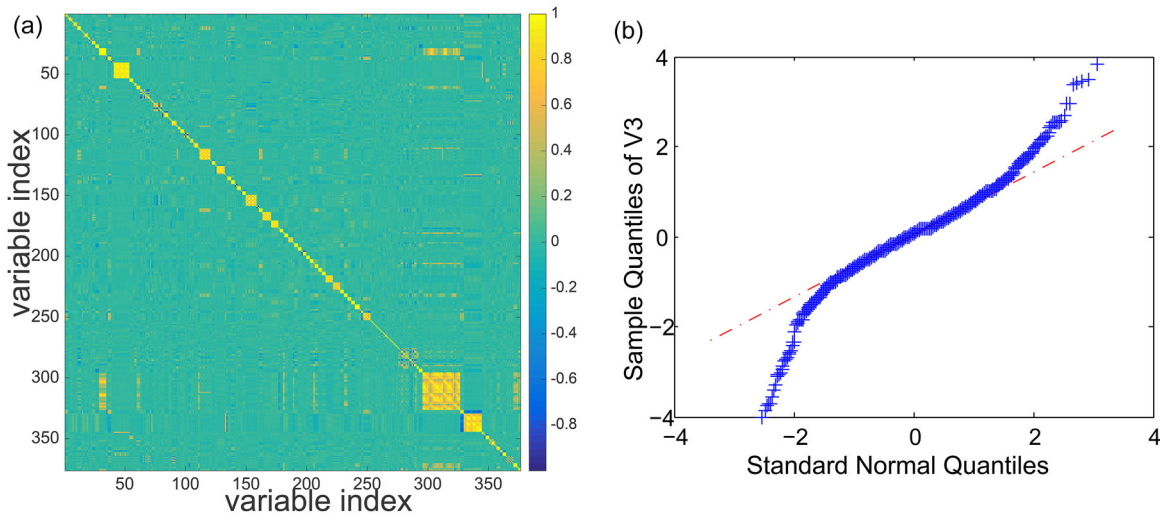 (a)
variable index
50
100
150
200
250
300
350
50 100 150 200 250 300 350
variable index
1
0.8
0.6
0.4
0.2
0
-0.2
-0.4
-0.6
-0.8
(b)
Sample Quantiles of V3
4
2
0
−2
−4
−4 −2 0 2 4
Standard Normal Quantiles